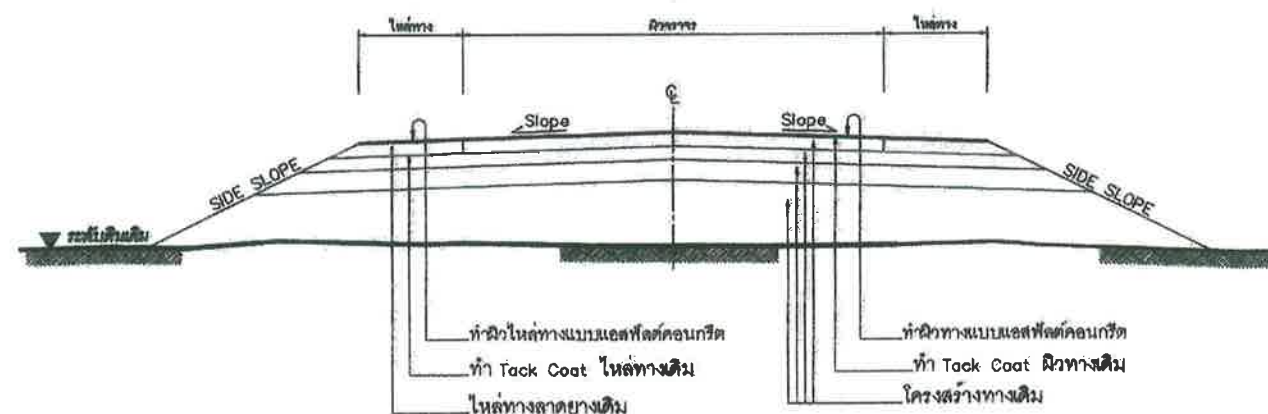 ไหล่ทาง ผิวจราจร ไหล่ทาง
℄
Slope Slope
SIDE SLOPE SIDE SLOPE
ระดับดินเดิม
ทำผิวไหล่ทางแบบแอสฟัลต์คอนกรีต ทำผิวทางแบบแอสฟัลต์คอนกรีต
ทำ Tack Coat ไหล่ทางเดิม ทำ Tack Coat ผิวทางเดิม
ไหล่ทางลาดยางเดิม โครงสร้างทางเดิม